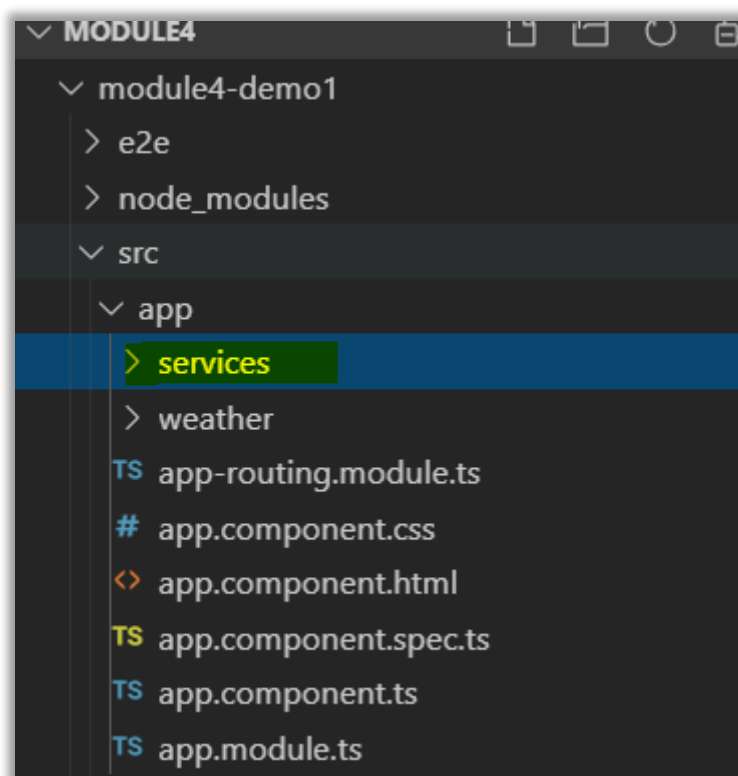 MODULE4
module4-demo1
e2e
node_modules
src
app
services
weather
TS app-routing.module.ts
# app.component.css
<> app.component.html
TS app.component.spec.ts
TS app.component.ts
TS app.module.ts